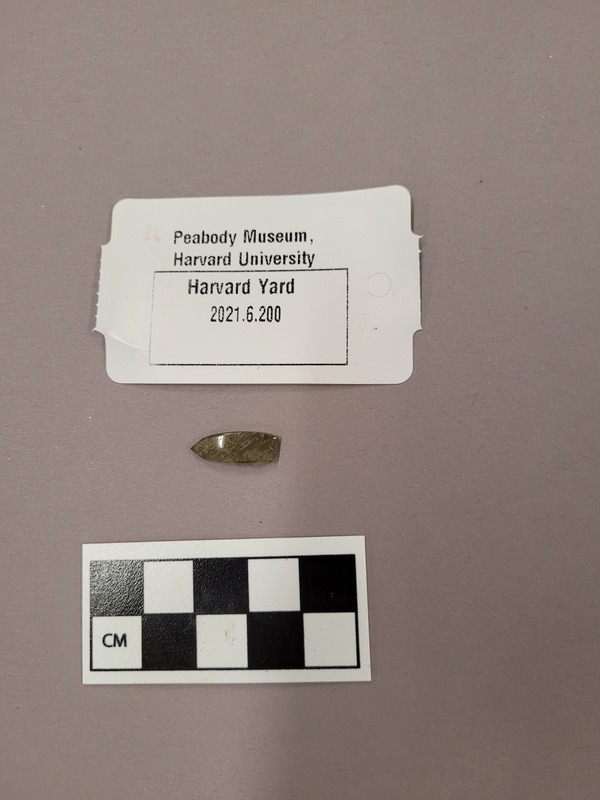 Peabody Museum,
Harvard University
Harvard Yard
2021.6.200
CM